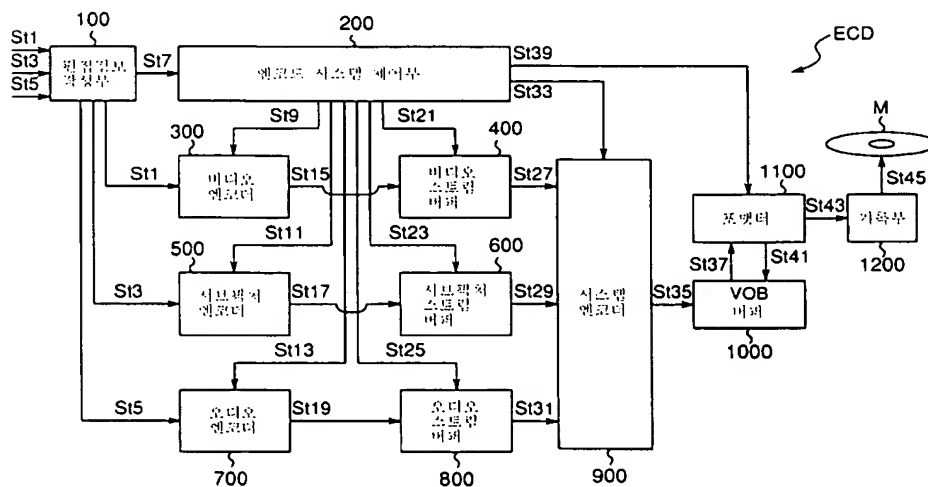 100
200
ECD
St1
St3
St5
편집정보
작성부
St7
엔코드 시스템 제어부
St39
St33
St9
St21
M
300
400
St45
St1
비디오
엔코더
St15
비디오
스트림
버퍼
St27
1100
포맷터
St43
기록부
1200
St11
St23
500
600
St37
St41
St3
서브픽쳐
엔코더
St17
서브픽쳐
스트림
버퍼
St29
시스템
엔코더
St35
VOB
버퍼
1000
St13
St25
St5
오디오
엔코더
St19
오디오
스트림
버퍼
St31
700
800
900